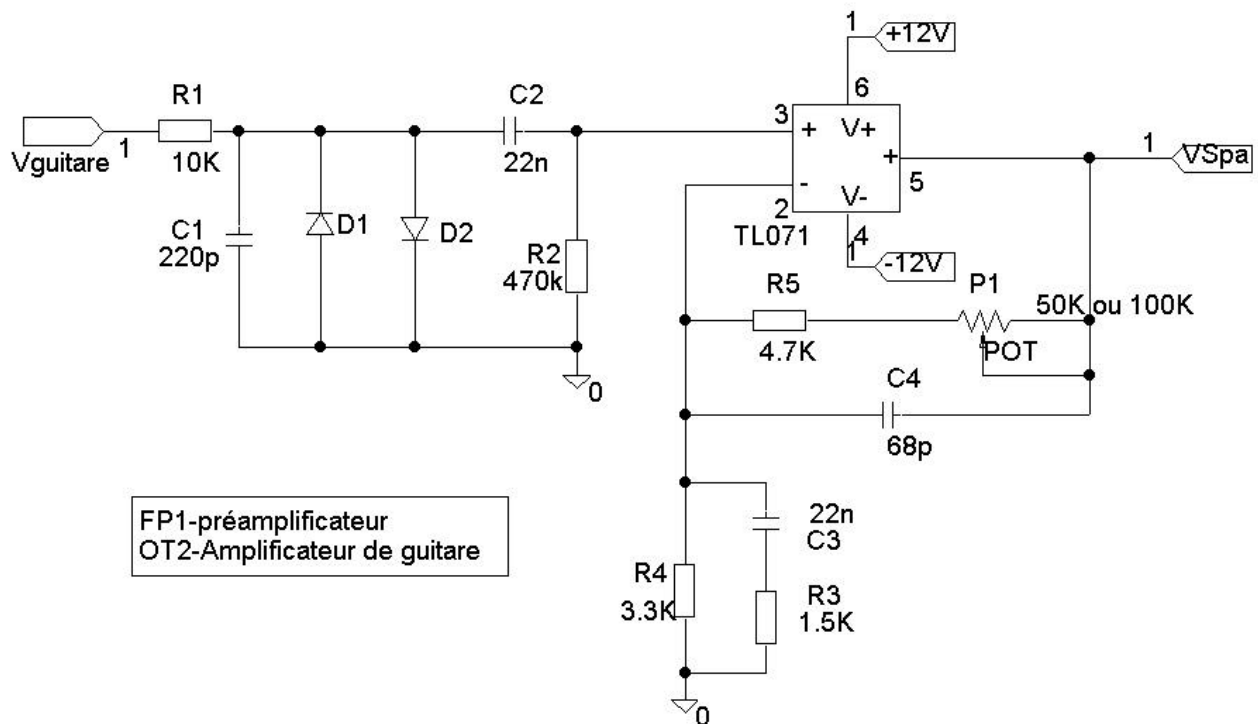 1
+12V
R1
C2
6
3
+
V+
1
Vguitare
1
10K
22n
+
VSpa
5
-
V-
2
TL071
4
1
-12V
D1
D2
C1
220p
R2
470k
R5
P1
50K ou 100K
4.7K
POT
0
C4
68p
FP1-préamplificateur
OT2-Amplificateur de guitare
22n
C3
R4
3.3K
R3
1.5K
0